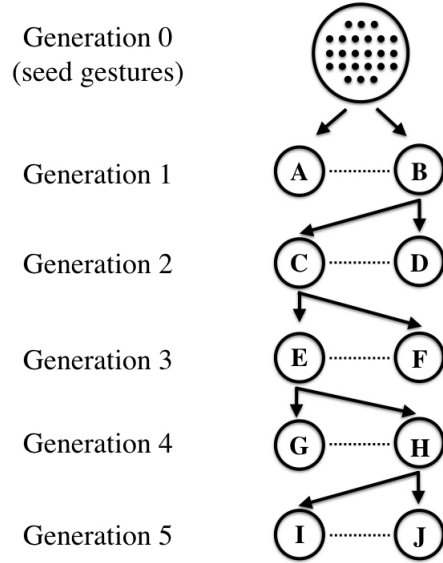 Generation 0
(seed gestures)
Generation 1
A B
Generation 2
C D
Generation 3
E F
Generation 4
G H
Generation 5
I J